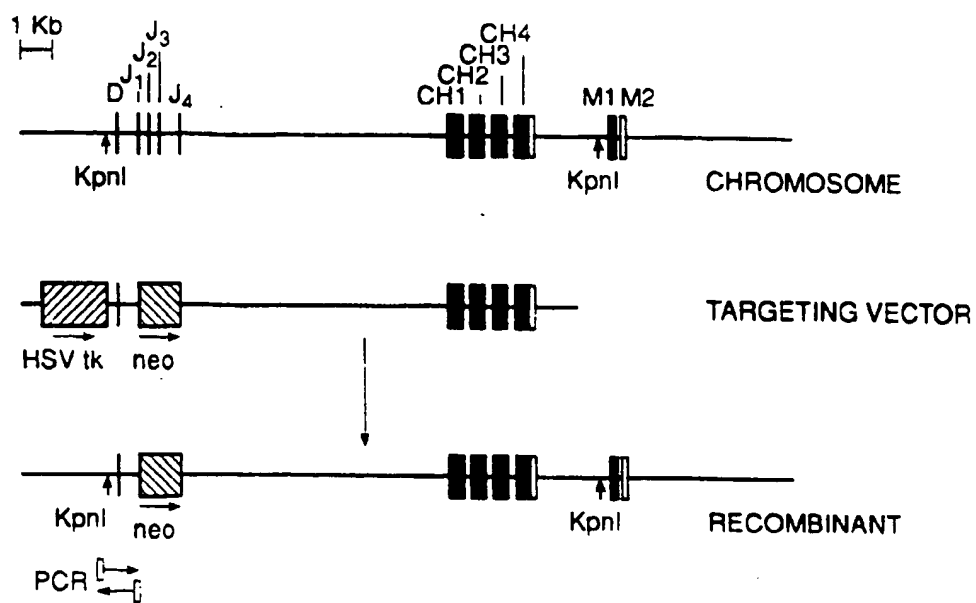 1 Kb
D J1 J2 J3 J4
CH1 CH2 CH3 CH4
M1 M2
KpnI KpnI
CHROMOSOME
HSV tk neo
TARGETING VECTOR
KpnI neo KpnI
RECOMBINANT
PCR